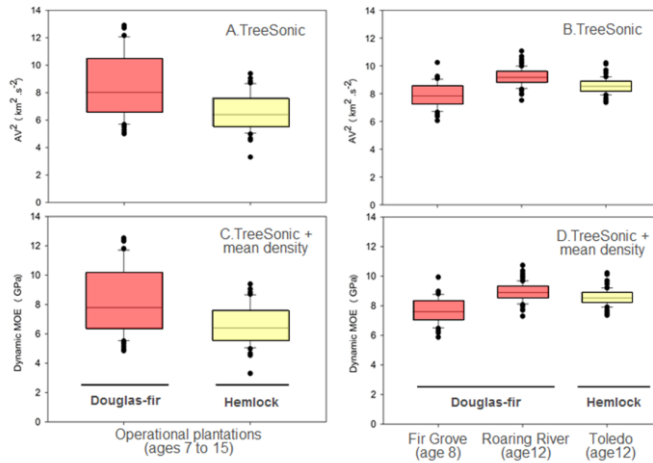 A.TreeSonic
AV² ( km² .s⁻²)
14
12
10
8
6
4
2
0
B.TreeSonic
AV² ( km² .s⁻²)
14
12
10
8
6
4
2
0
C.TreeSonic +
mean density
Dynamic MOE ( GPa)
14
12
10
8
6
4
2
0
Douglas-fir
Hemlock
Operational plantations
(ages 7 to 15)
D.TreeSonic +
mean density
Dynamic MOE ( GPa)
14
12
10
8
6
4
2
0
Douglas-fir
Hemlock
Fir Grove
(age 8)
Roaring River
(age12)
Toledo
(age12)